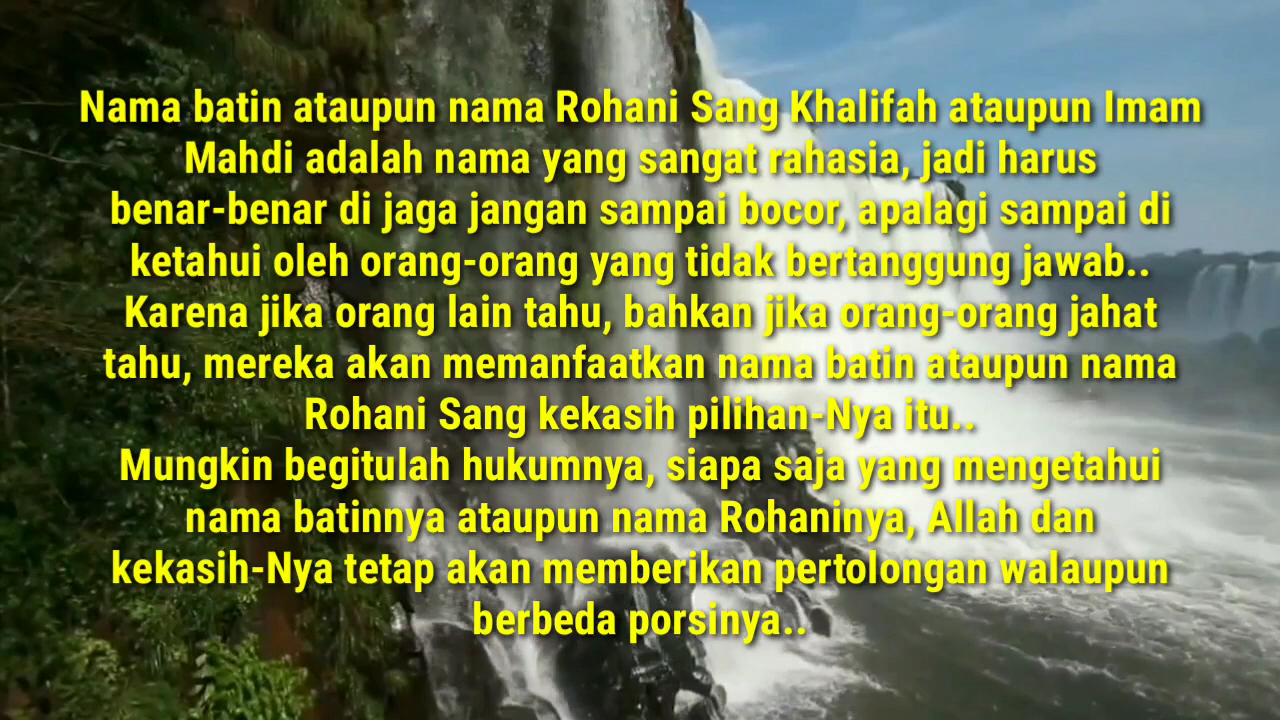 Nama batin ataupun nama Rohani Sang Khalifah ataupun Imam
Mahdi adalah nama yang sangat rahasia, jadi harus
benar-benar di jaga jangan sampai bocor, apalagi sampai di
ketahui oleh orang-orang yang tidak bertanggung jawab..
Karena jika orang lain tahu, bahkan jika orang-orang jahat
tahu, mereka akan memanfaatkan nama batin ataupun nama
Rohani Sang kekasih pilihan-Nya itu..
Mungkin begitulah hukumnya, siapa saja yang mengetahui
nama batinnya ataupun nama Rohaninya, Allah dan
kekasih-Nya tetap akan memberikan pertolongan walaupun
berbeda porsinya..